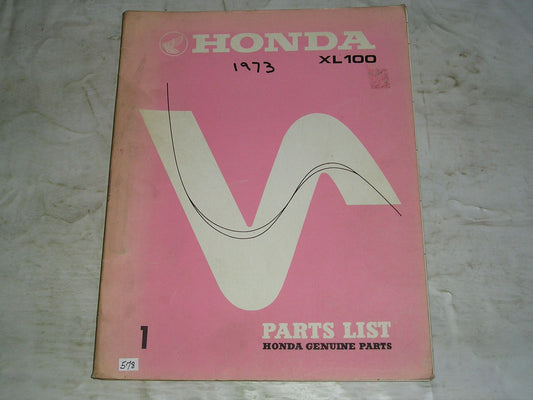 HONDA
XL100
1973
1
PARTS LIST
HONDA GENUINE PARTS
578